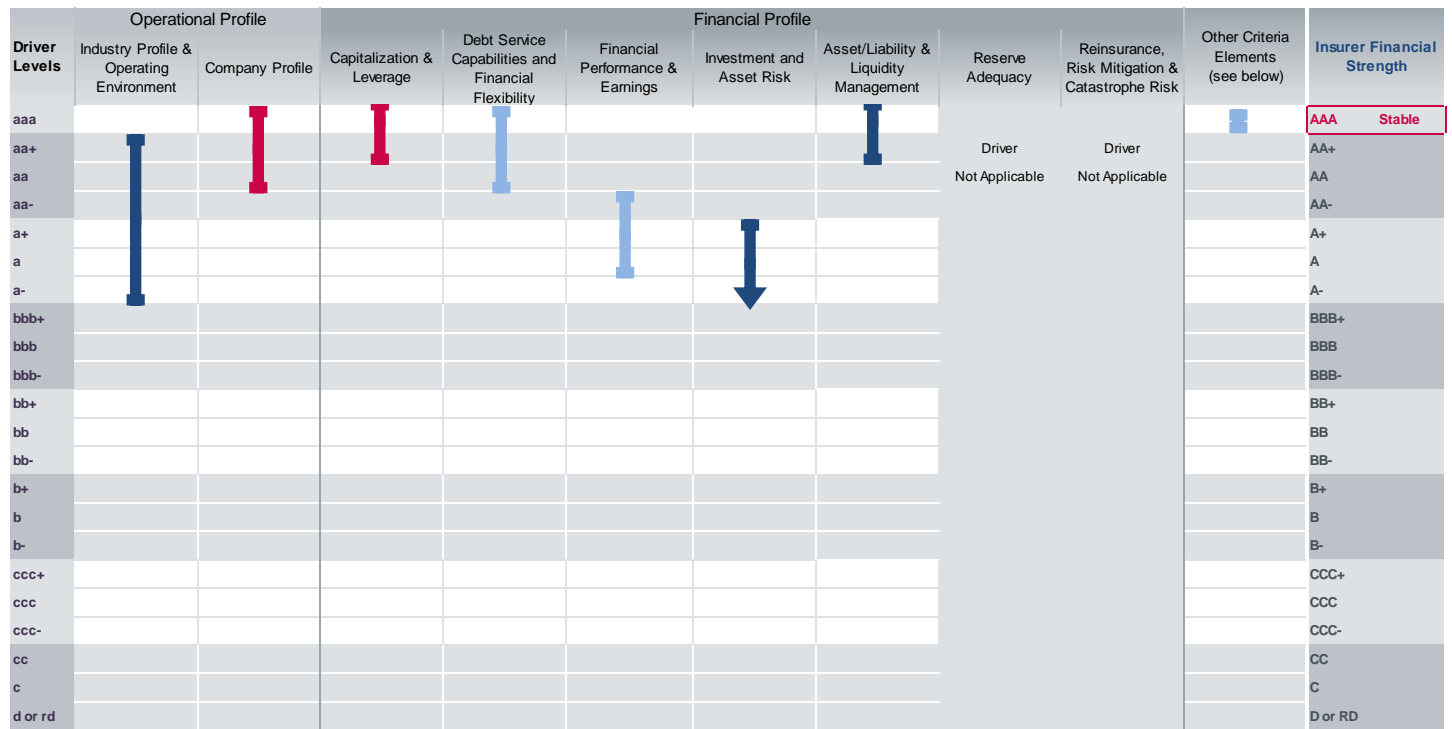 Operational Profile
Financial Profile
Driver
Levels
Industry Profile &
Operating
Environment
Company Profile
Capitalization &
Leverage
Debt Service
Capabilities and
Financial
Flexibility
Financial
Performance &
Earnings
Investment and
Asset Risk
Asset/Liability &
Liquidity
Management
Reserve
Adequacy
Reinsurance,
Risk Mitigation &
Catastrophe Risk
Other Criteria
Elements
(see below)
Insurer Financial
Strength
aaa AAA Stable
aa+ Driver Driver AA+
aa Not Applicable Not Applicable AA
aa- AA-
a+ A+
a A
a- A-
bbb+ BBB+
bbb BBB
bbb- BBB-
bb+ BB+
bb BB
bb- BB-
b+ B+
b B
b- B-
ccc+ CCC+
ccc CCC
ccc- CCC-
cc CC
c C
d or rd D or RD